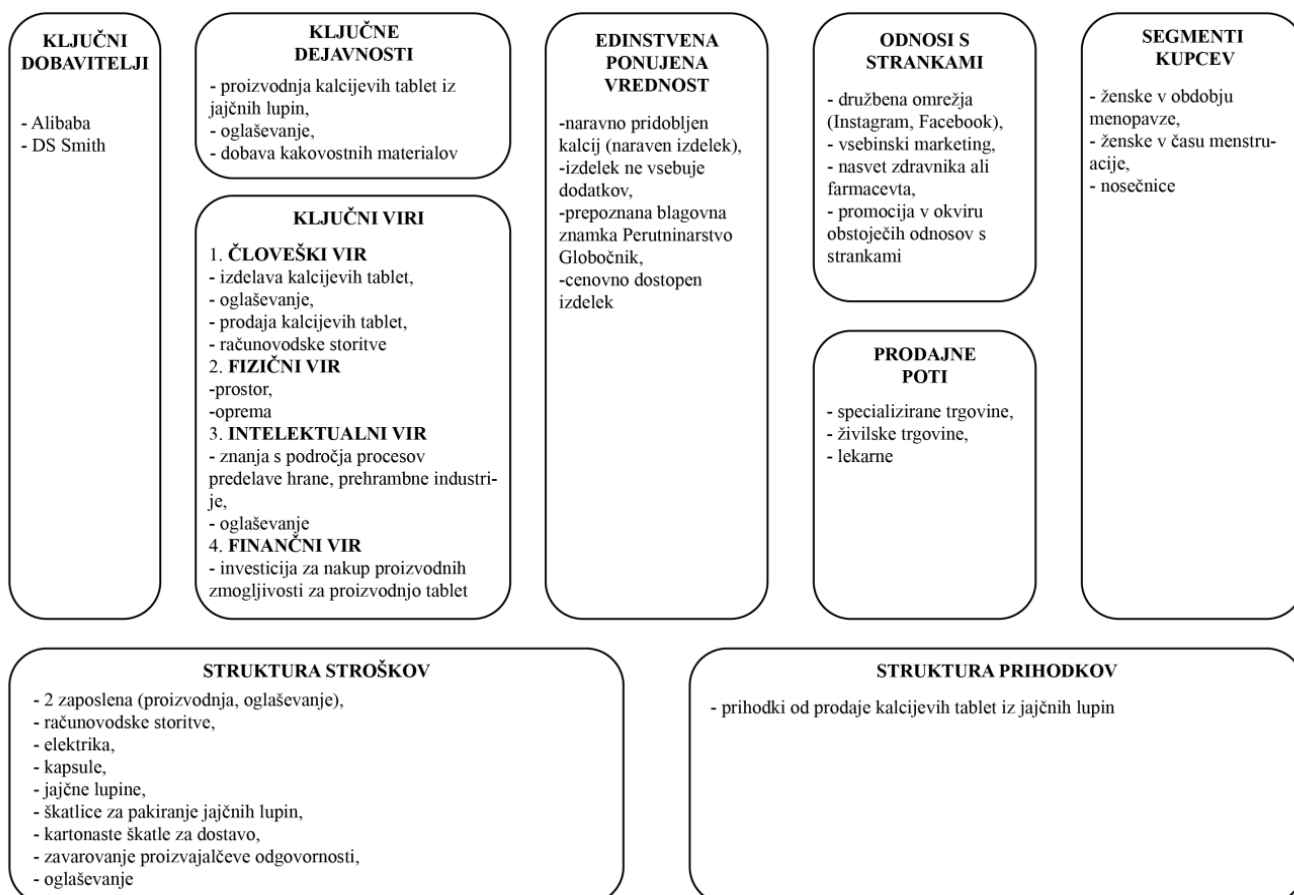 KLJUČNI
DOBAVITELJI
- Alibaba
- DS Smith
KLJUČNE
DEJAVNOSTI
- proizvodnja kalcijevih tablet iz
jajčnih lupin,
- oglaševanje,
- dobava kakovostnih materialov
KLJUČNI VIRI
1. ČLOVEŠKI VIR
- izdelava kalcijevih tablet,
- oglaševanje,
- prodaja kalcijevih tablet,
- računovodske storitve
2. FIZIČNI VIR
-prostor,
-oprema
3. INTELEKTUALNI VIR
- znanja s področja procesov
predelave hrane, prehrambne industri-
je,
- oglaševanje
4. FINANČNI VIR
- investicija za nakup proizvodnih
zmogljivosti za proizvodnjo tablet
EDINSTVENA
PONUJENA
VREDNOST
-naravno pridobljen
kalcij (naraven izdelek),
-izdelek ne vsebuje
dodatkov,
-prepoznana blagovna
znamka Perutninarstvo
Globočnik,
-cenovno dostopen
izdelek
ODNOSI S
STRANKAMI
- družbena omrežja
(Instagram, Facebook),
- vsebinski marketing,
- nasvet zdravnika ali
farmacevta,
- promocija v okviru
obstoječih odnosov s
strankami
PRODAJNE
POTI
- specializirane trgovine,
- živilske trgovine,
- lekarne
SEGMENTI
KUPCEV
- ženske v obdobju
menopavze,
- ženske v času menstru-
acije,
- nosečnice
STRUKTURA STROŠKOV
- 2 zaposlena (proizvodnja, oglaševanje),
- računovodske storitve,
- elektrika,
- kapsule,
- jajčne lupine,
- škatlice za pakiranje jajčnih lupin,
- kartonaste škatle za dostavo,
- zavarovanje proizvajalčeve odgovornosti,
- oglaševanje
STRUKTURA PRIHODKOV
- prihodki od prodaje kalcijevih tablet iz jajčnih lupin